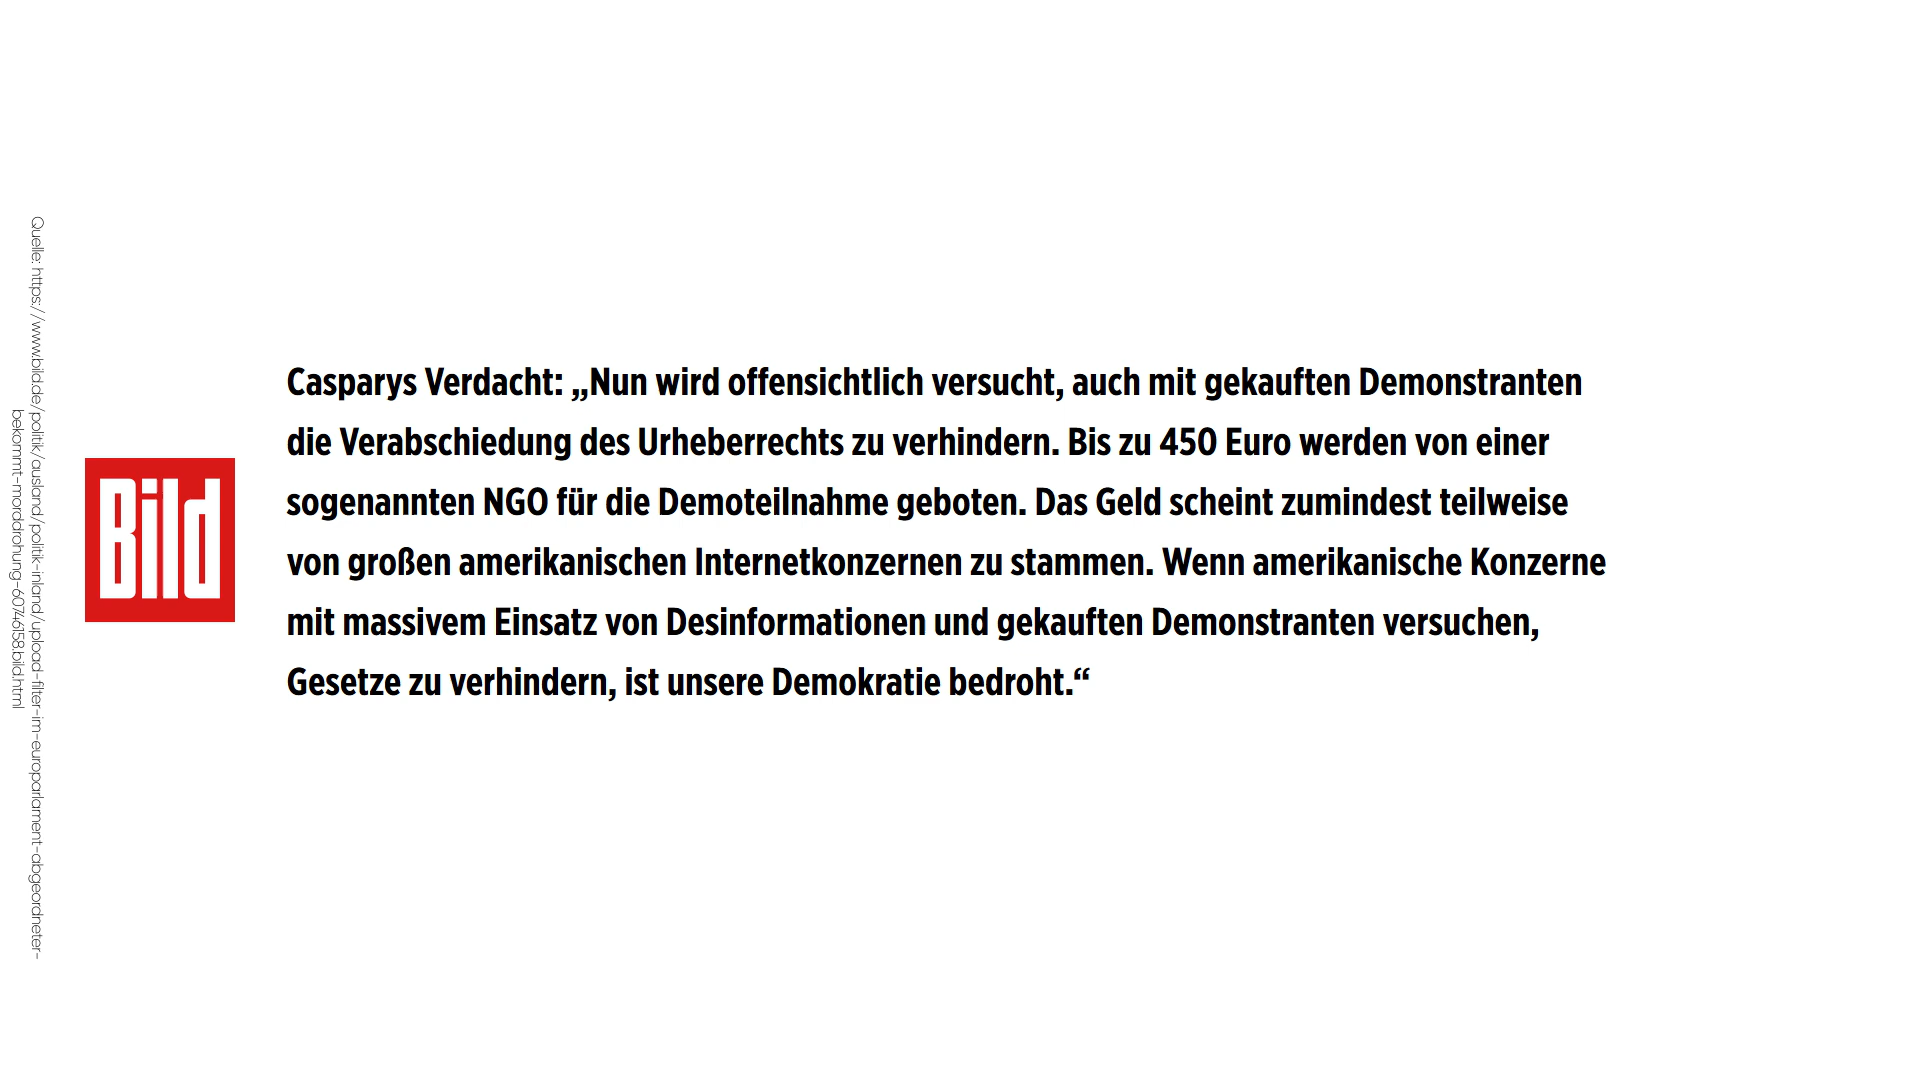 Quelle: https://www.bild.de/politik/ausland/politik-inland/upload-filter-im-europarlament-abgeordneter-
bekommt-morddrohung-60746158.bild.html
Bild
Casparys Verdacht: „Nun wird offensichtlich versucht, auch mit gekauften Demonstranten
die Verabschiedung des Urheberrechts zu verhindern. Bis zu 450 Euro werden von einer
sogenannten NGO für die Demoteilnahme geboten. Das Geld scheint zumindest teilweise
von großen amerikanischen Internetkonzernen zu stammen. Wenn amerikanische Konzerne
mit massivem Einsatz von Desinformationen und gekauften Demonstranten versuchen,
Gesetze zu verhindern, ist unsere Demokratie bedroht.“